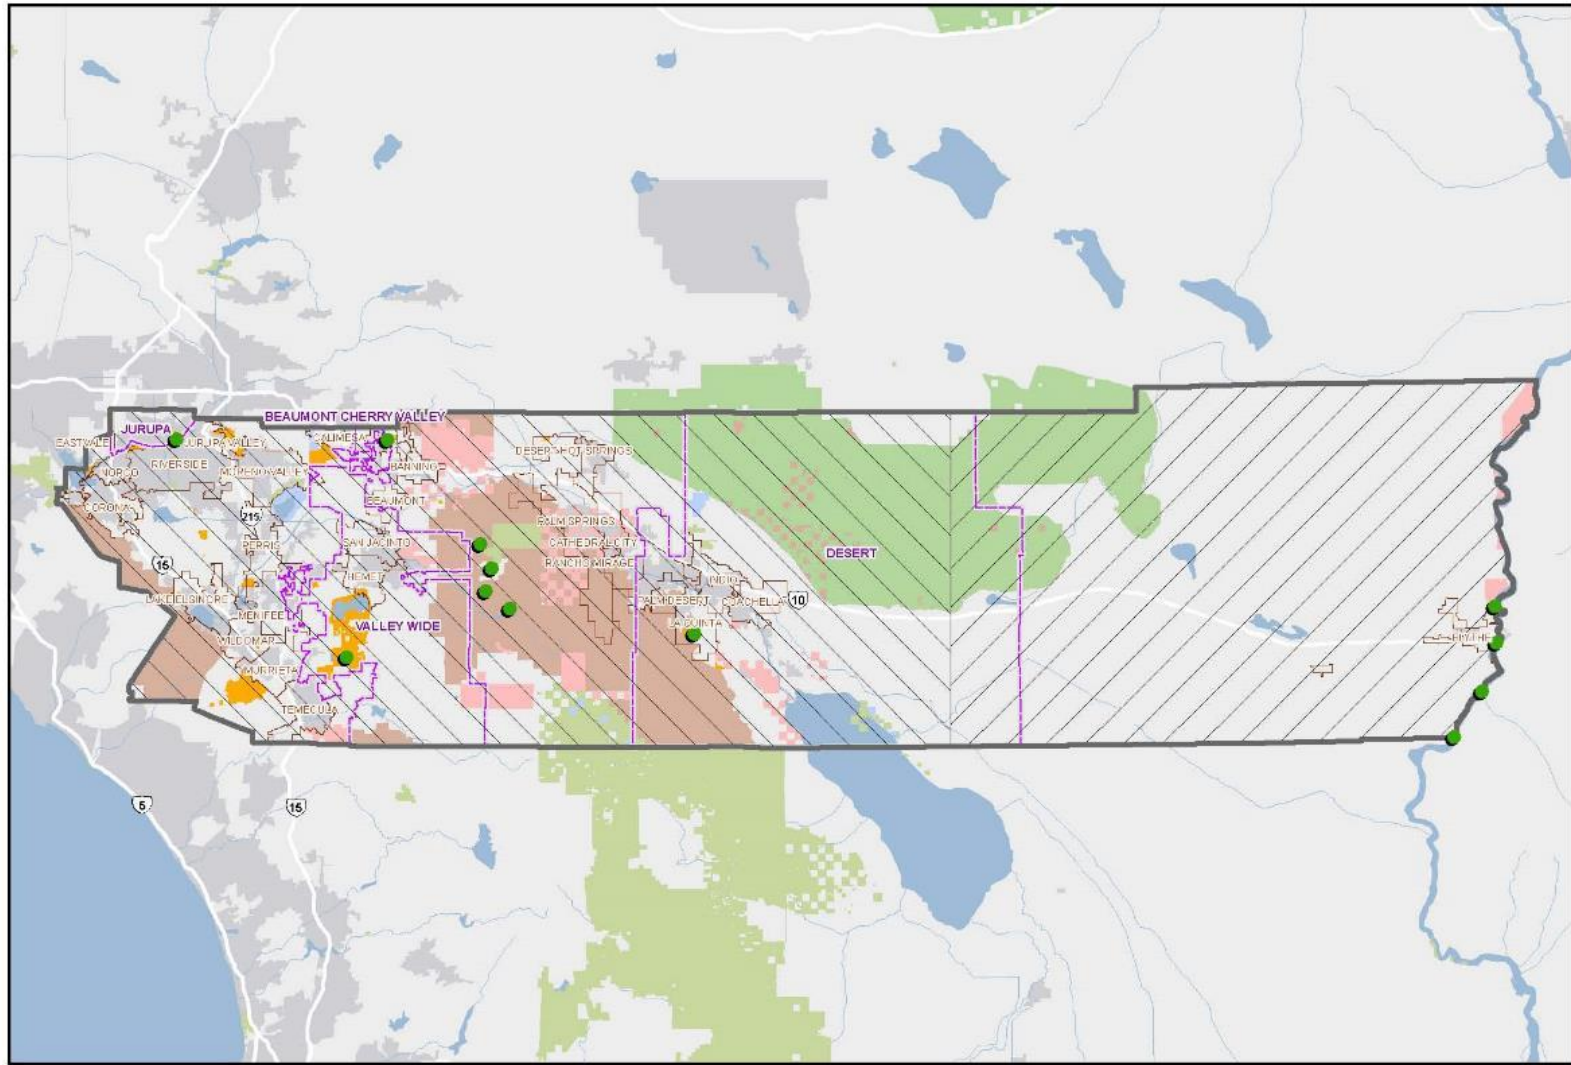 BEAUMONT CHERRY VALLEY
JURUPA
EASTVALE
JURUPA VALLEY
CALIMESA
DESERT HOT SPRINGS
RIVERSIDE
NORCO
MORENO VALLEY
BANNING
BEAUMONT
CORONA
215
PALM SPRINGS
PERRIS
SAN JACINTO
CATHEDRAL CITY
DESERT
15
RANCHO MIRAGE
HEMET
INDIO
LAKE ELSINORE
PALM DESERT
COACHELLA
10
MENIFEE
VALLEY WIDE
LA QUINTA
BLYTHE
WILDOMAR
MURRIETA
TEMECULA
5
15